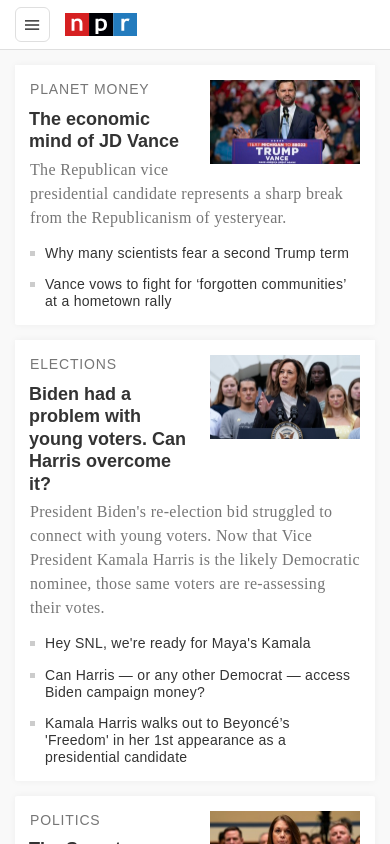 npr
PLANET MONEY
The economic
mind of JD Vance
The Republican vice
presidential candidate represents a sharp break
from the Republicanism of yesteryear.
TEXT MICHIGAN TO 88022
TRUMP
VANCE
Why many scientists fear a second Trump term
Vance vows to fight for ‘forgotten communities’
at a hometown rally
ELECTIONS
Biden had a
problem with
young voters. Can
Harris overcome
it?
President Biden's re-election bid struggled to
connect with young voters. Now that Vice
President Kamala Harris is the likely Democratic
nominee, those same voters are re-assessing
their votes.
Hey SNL, we're ready for Maya's Kamala
Can Harris — or any other Democrat — access
Biden campaign money?
Kamala Harris walks out to Beyoncé’s
'Freedom' in her 1st appearance as a
presidential candidate
POLITICS